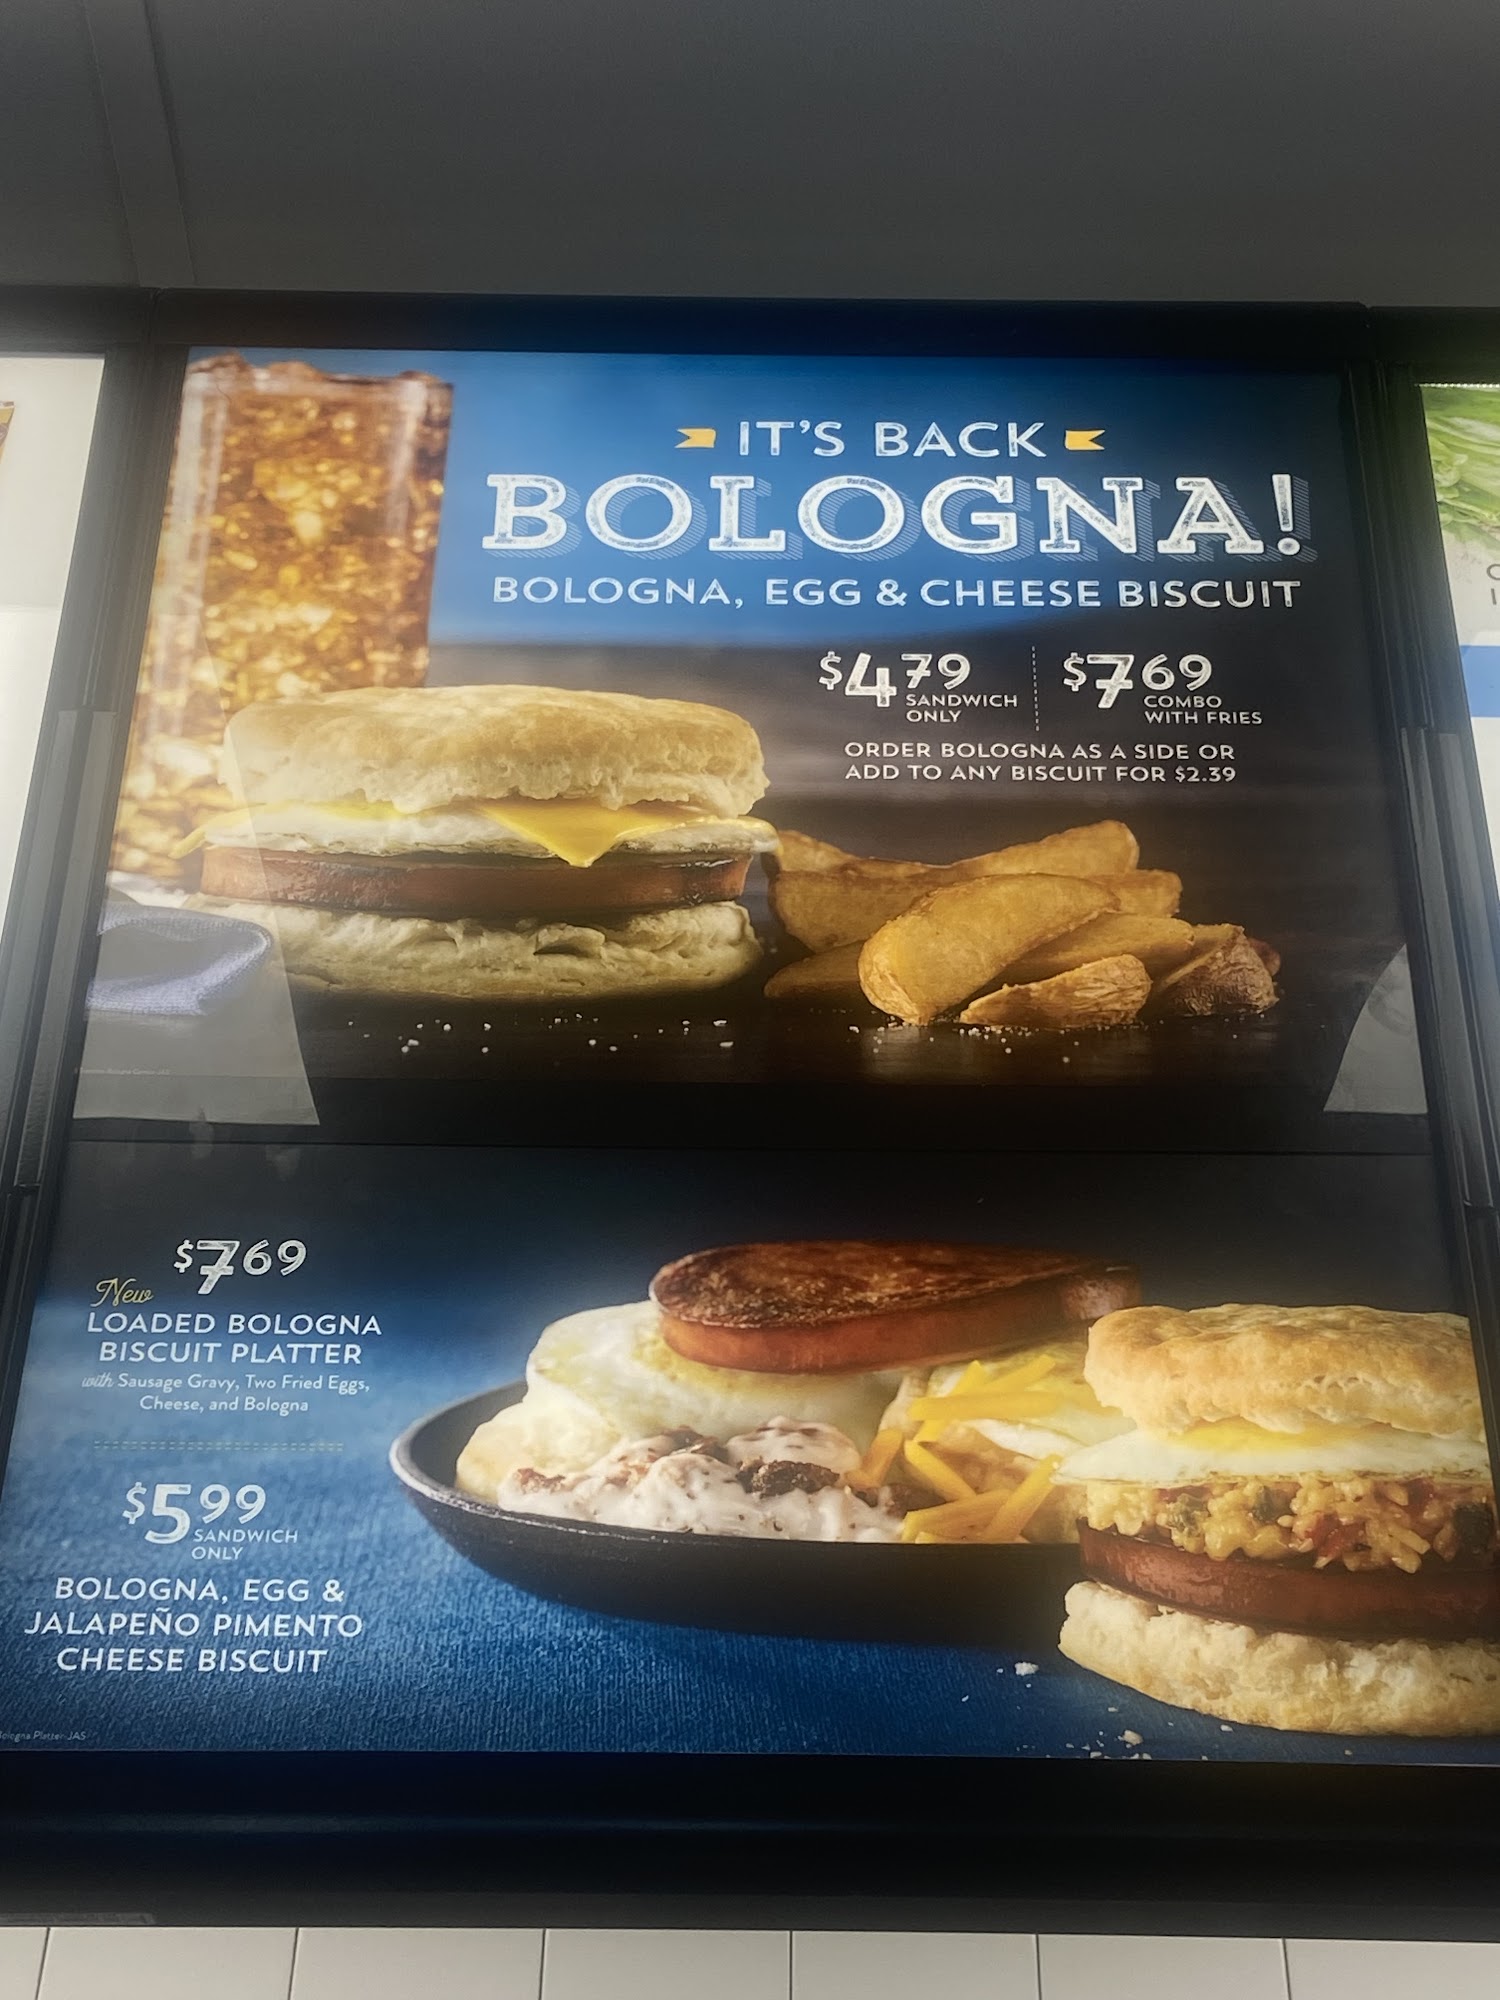 IT'S BACK
BOLOGNA!
BOLOGNA, EGG & CHEESE BISCUIT
$4 79 SANDWICH ONLY
$7 69 COMBO WITH FRIES
ORDER BOLOGNA AS A SIDE OR
ADD TO ANY BISCUIT FOR $2.39
$7 69
New
LOADED BOLOGNA
BISCUIT PLATTER
with Sausage Gravy, Two Fried Eggs,
Cheese, and Bologna
$5 99 SANDWICH ONLY
BOLOGNA, EGG &
JALAPEÑO PIMENTO
CHEESE BISCUIT
Platter-JAS